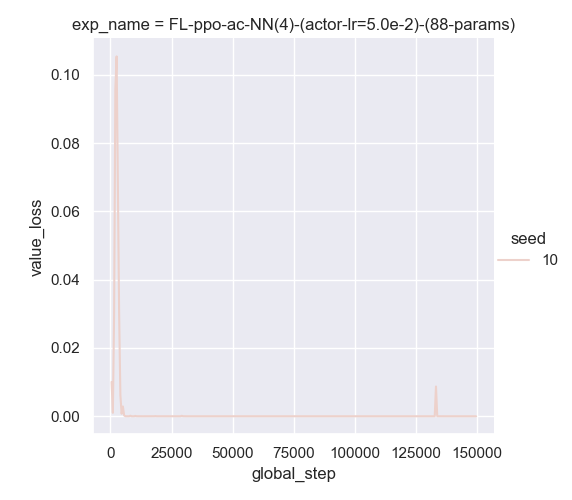 exp_name = FL-ppo-ac-NN(4)-(actor-lr=5.0e-2)-(88-params)
0.10
0.08
0.06
0.04
0.02
0.00
value_loss
0 25000 50000 75000 100000 125000 150000
global_step
seed
10